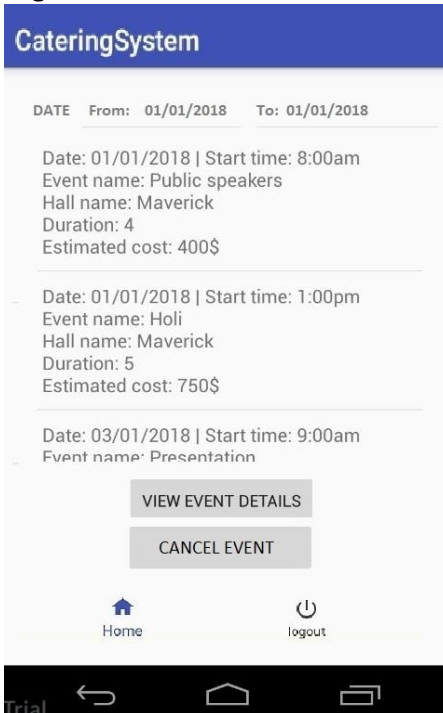 CateringSystem
DATE From: 01/01/2018 To: 01/01/2018
Date: 01/01/2018 | Start time: 8:00am
Event name: Public speakers
Hall name: Maverick
Duration: 4
Estimated cost: 400$
Date: 01/01/2018 | Start time: 1:00pm
Event name: Holi
Hall name: Maverick
Duration: 5
Estimated cost: 750$
Date: 03/01/2018 | Start time: 9:00am
Event name: Presentation
VIEW EVENT DETAILS
CANCEL EVENT
Home logout
Trial